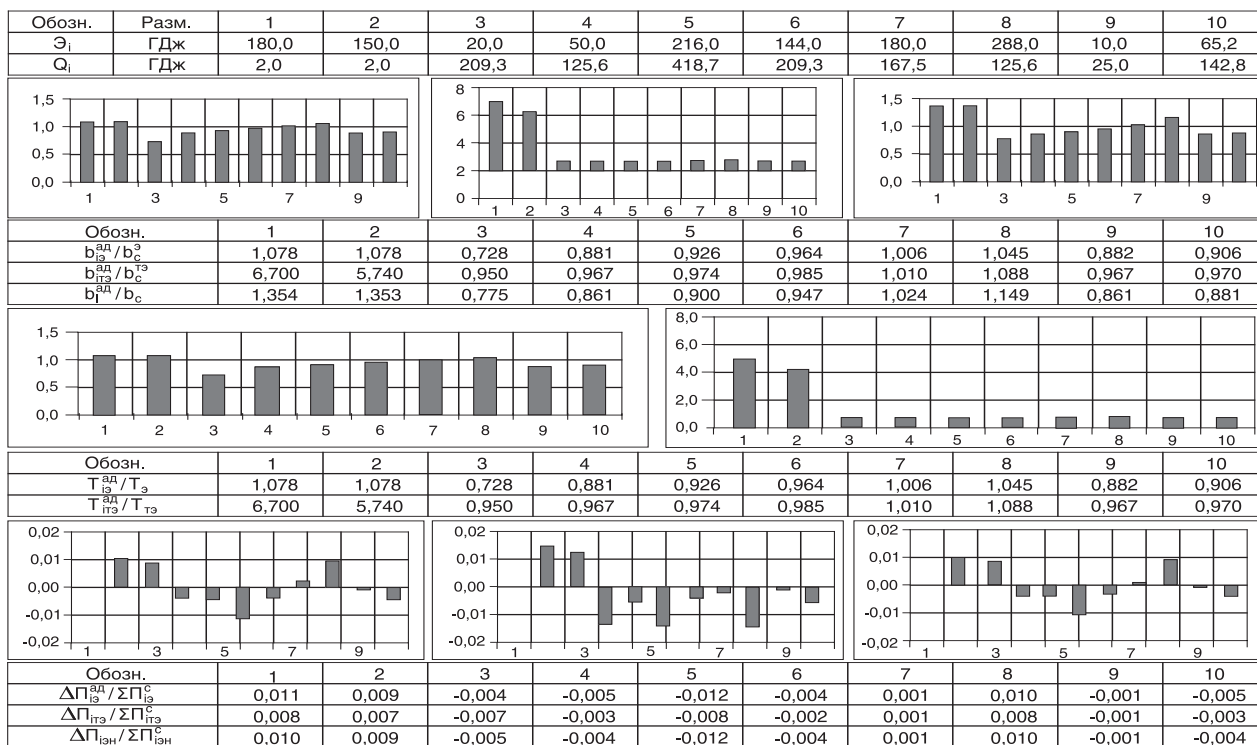 Обозн. Разм. 1 2 3 4 5 6 7 8 9 10
Эi ГДж 180,0 150,0 20,0 50,0 216,0 144,0 180,0 288,0 10,0 65,2
Qi ГДж 2,0 2,0 209,3 125,6 418,7 209,3 167,5 125,6 25,0 142,8
1,5
1,0
0,5
0,0
1 3 5 7 9
8
6
4
2
0
1 2 3 4 5 6 7 8 9 10
1,5
1,0
0,5
0,0
1 3 5 7 9
Обозн. 1 2 3 4 5 6 7 8 9 10
biэ^ад/bс^э 1,078 1,078 0,728 0,881 0,926 0,964 1,006 1,045 0,882 0,906
biтэ^ад/bс^тэ 6,700 5,740 0,950 0,967 0,974 0,985 1,010 1,088 0,967 0,970
bi^ад/bс 1,354 1,353 0,775 0,861 0,900 0,947 1,024 1,149 0,861 0,881
1,5
1,0
0,5
0,0
1 2 3 4 5 6 7 8 9 10
8,0
6,0
4,0
2,0
0,0
1 2 3 4 5 6 7 8 9 10
Обозн. 1 2 3 4 5 6 7 8 9 10
Tiэ^ад/Tэ 1,078 1,078 0,728 0,881 0,926 0,964 1,006 1,045 0,882 0,906
Tiтэ^ад/Tтэ 6,700 5,740 0,950 0,967 0,974 0,985 1,010 1,088 0,967 0,970
0,02
0,01
0,00
-0,01
-0,02
1 3 5 7 9
0,02
0,01
0,00
-0,01
-0,02
1 3 5 7 9
0,02
0,01
0,00
-0,01
-0,02
1 3 5 7 9
Обозн. 1 2 3 4 5 6 7 8 9 10
ΔПiэ^ад/ΣПiэ^с 0,011 0,009 -0,004 -0,005 -0,012 -0,004 0,001 0,010 -0,001 -0,005
ΔПiтэ/ΣПiтэ^с 0,008 0,007 -0,007 -0,003 -0,008 -0,002 0,001 0,008 -0,001 -0,003
ΔПiэн/ΣПiэн^с 0,010 0,009 -0,005 -0,004 -0,012 -0,004 0,001 0,010 -0,001 -0,004